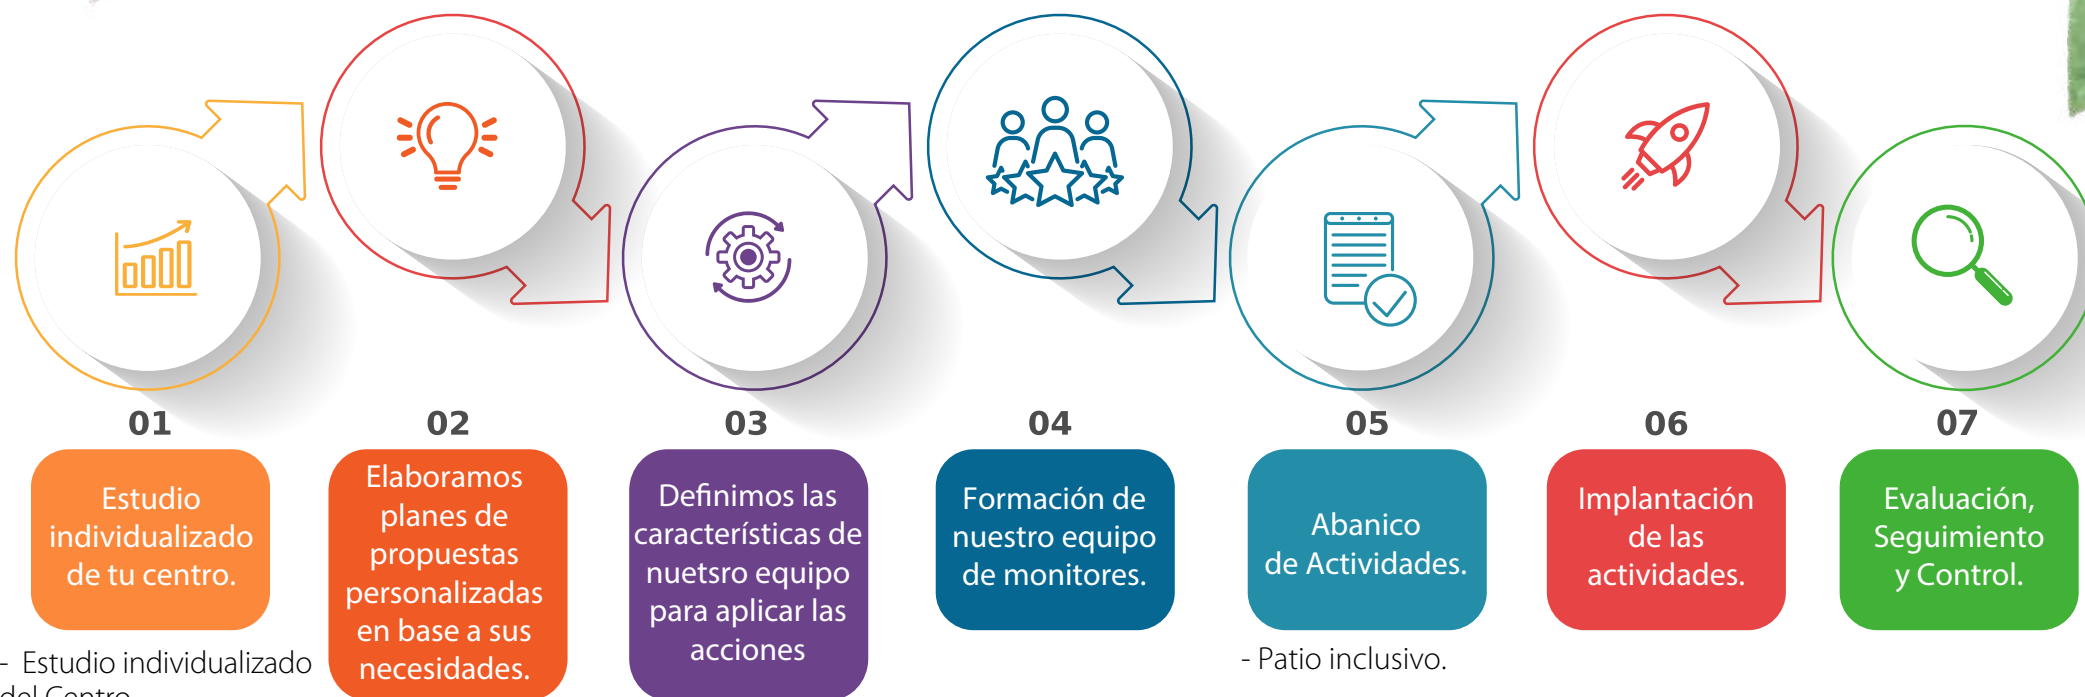 01
Estudio
individualizado
de tu centro.
- Estudio individualizado
del Centro
02
Elaboramos
planes de
propuestas
personalizadas
en base a sus
necesidades.
03
Definimos las
características de
nuetsro equipo
para aplicar las
acciones
04
Formación de
nuestro equipo
de monitores.
05
Abanico
de Actividades.
- Patio inclusivo.
06
Implantación
de las
actividades.
07
Evaluación,
Seguimiento
y Control.